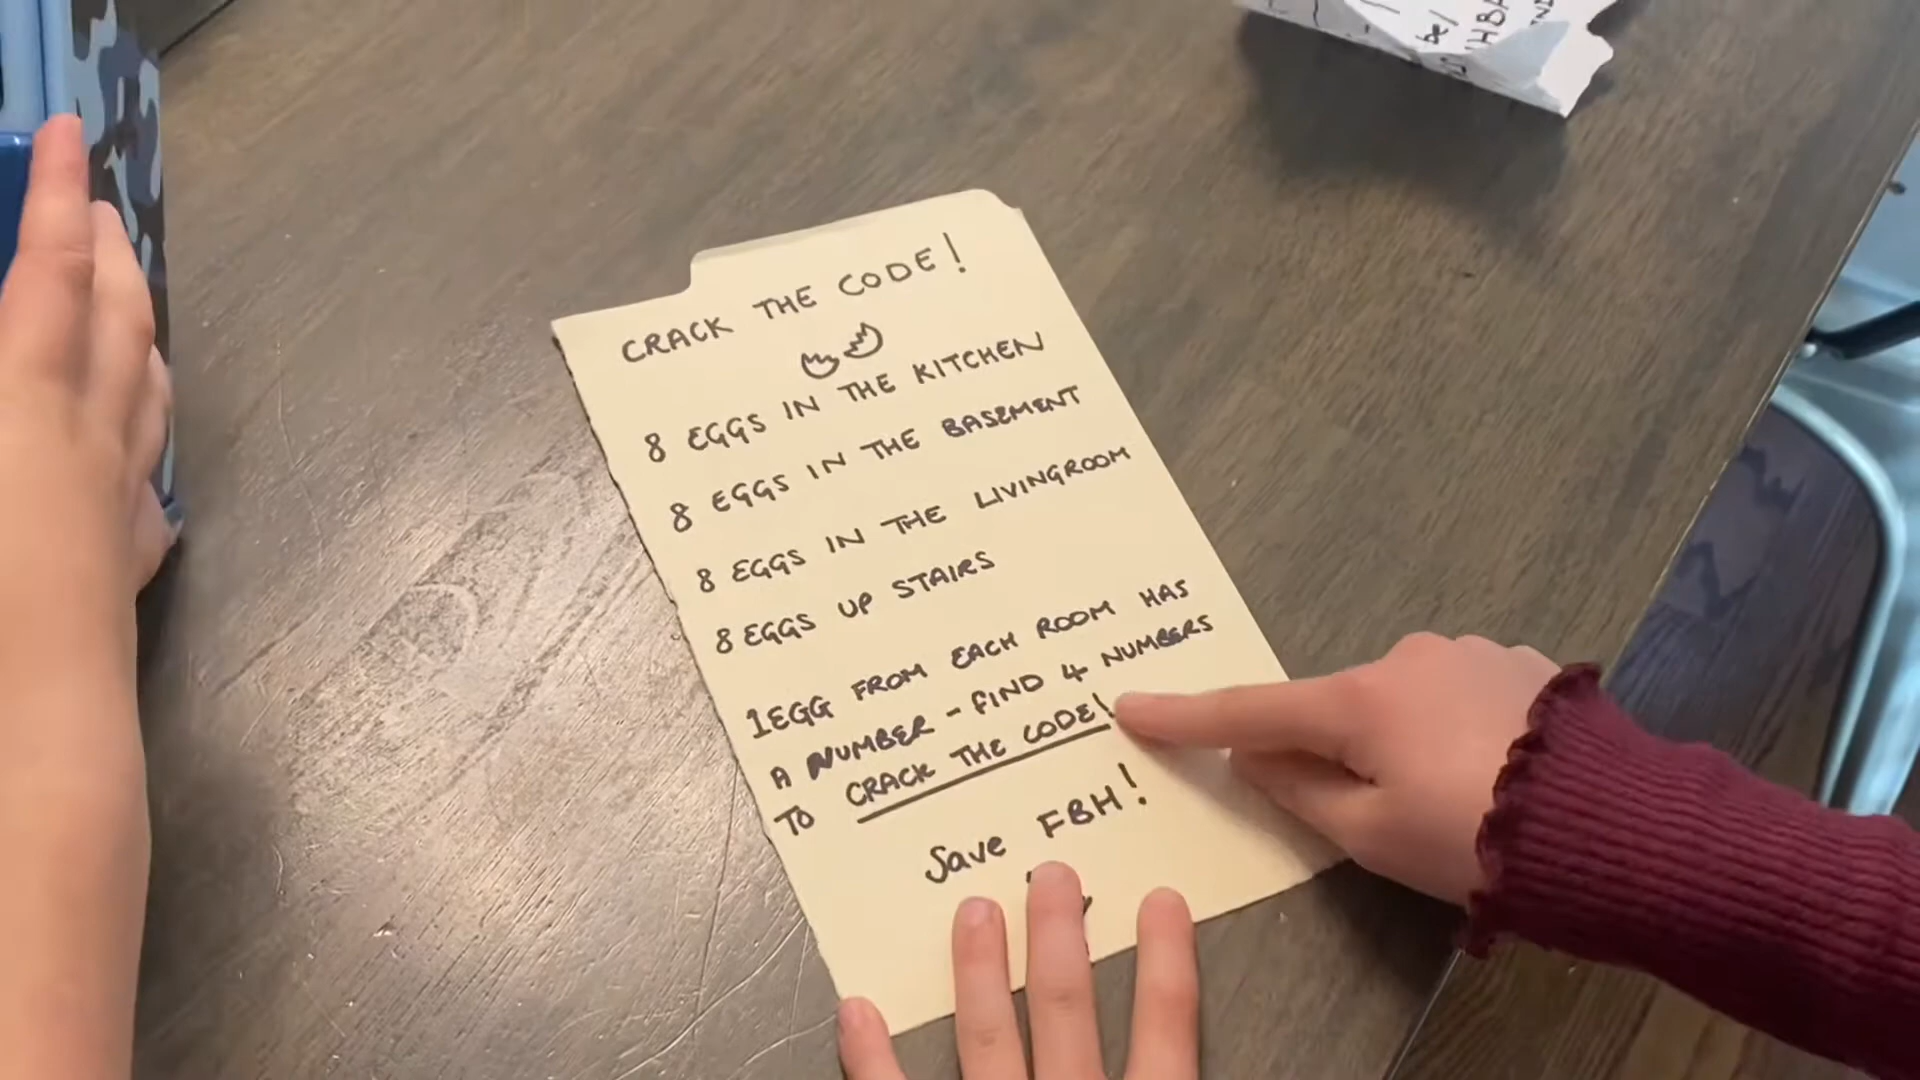 CRACK THE CODE!
8 EGGS IN THE KITCHEN
8 EGGS IN THE BASEMENT
8 EGGS IN THE LIVINGROOM
8 EGGS UP STAIRS
1EGG FROM EACH ROOM HAS
A NUMBER - FIND 4 NUMBERS
TO CRACK THE CODE!
Save FBH!
be/